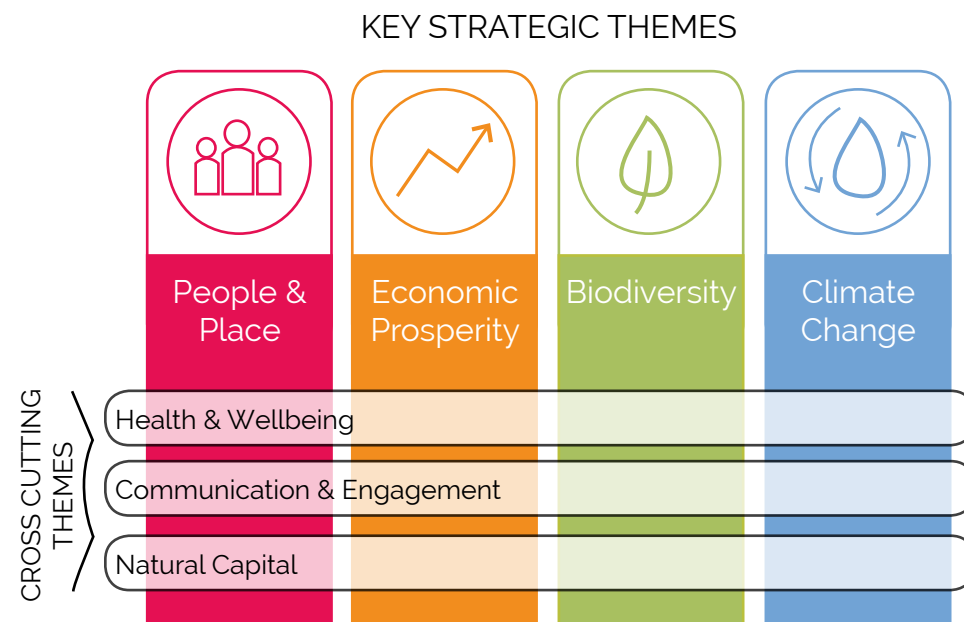 KEY STRATEGIC THEMES
People &
Place
Economic
Prosperity
Biodiversity
Climate
Change
CROSS CUTTING
THEMES
Health & Wellbeing
Communication & Engagement
Natural Capital